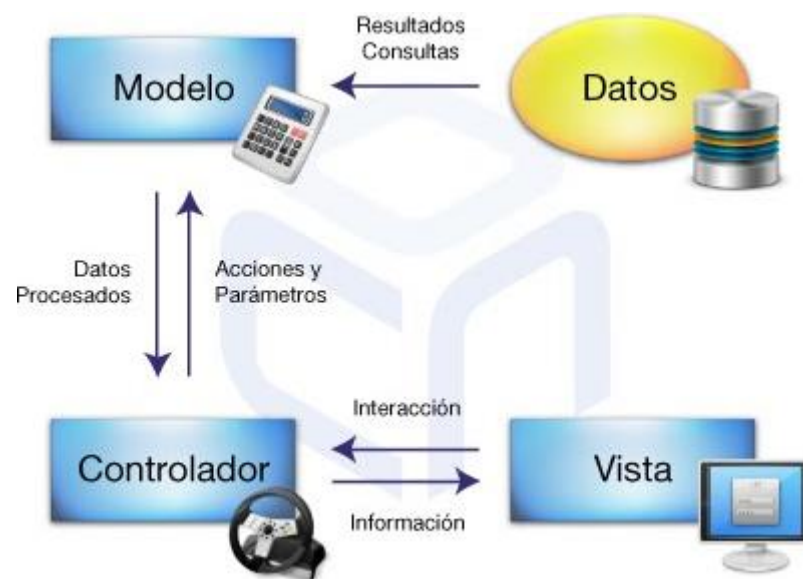 Resultados
Consultas
Modelo
Datos
Datos
Procesados
Acciones y
Parámetros
Interacción
Controlador
Vista
Información